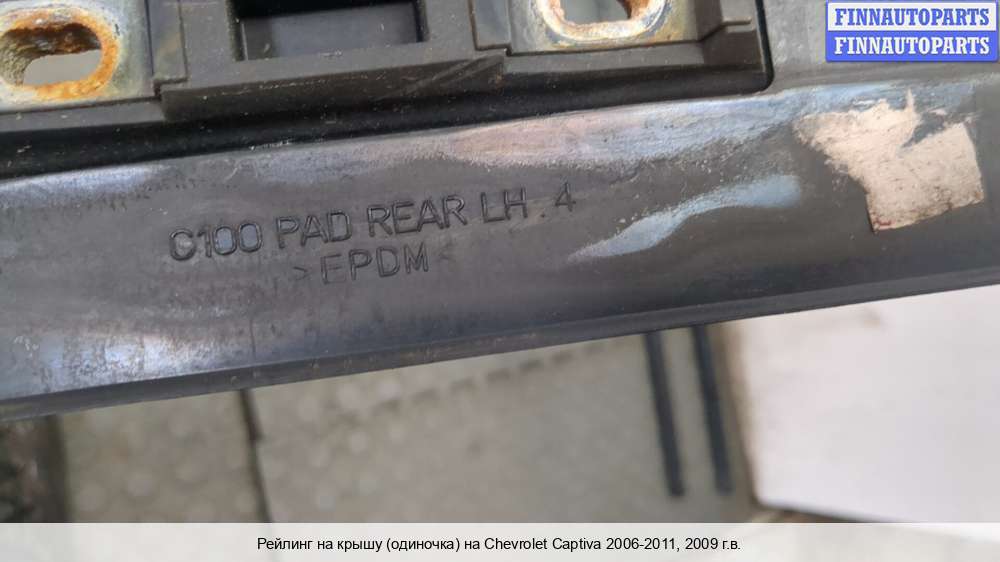 FINNAUTOPARTS
FINNAUTOPARTS
C100 PAD REAR LH 4
>EPDM<
Рейлинг на крышу (одиночка) на Chevrolet Captiva 2006-2011, 2009 г.в.